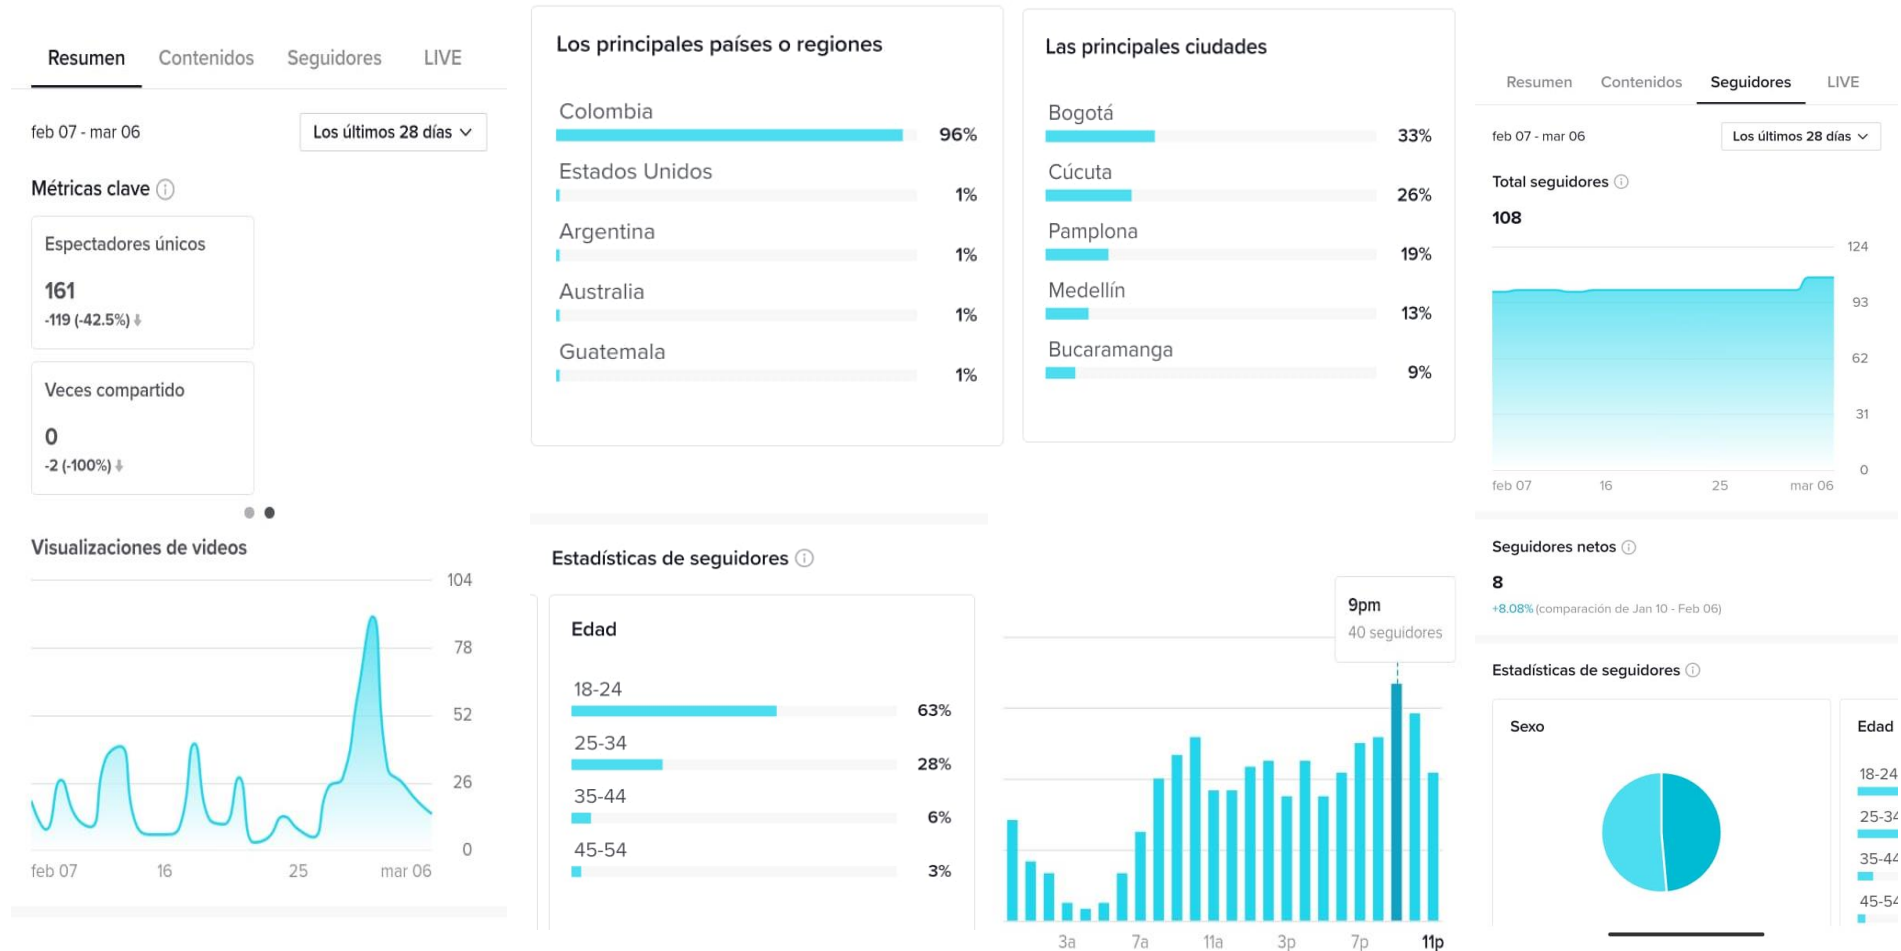 Resumen Contenidos Seguidores LIVE
feb 07 - mar 06 Los últimos 28 días
Métricas clave
Espectadores únicos
161
-119 (-42.5%)
Veces compartido
0
-2 (-100%)
Visualizaciones de videos
104
78
52
26
0
feb 07 16 25 mar 06
Los principales países o regiones
Colombia
96%
Estados Unidos
1%
Argentina
1%
Australia
1%
Guatemala
1%
Las principales ciudades
Bogotá
33%
Cúcuta
26%
Pamplona
19%
Medellín
13%
Bucaramanga
9%
Estadísticas de seguidores
Edad
18-24
63%
25-34
28%
35-44
6%
45-54
3%
9pm
40 seguidores
3a 7a 11a 3p 7p 11p
Resumen Contenidos Seguidores LIVE
feb 07 - mar 06 Los últimos 28 días
Total seguidores
108
124
93
62
31
0
feb 07 16 25 mar 06
Seguidores netos
8
+8.08% (comparación de Jan 10 - Feb 06)
Estadísticas de seguidores
Sexo
Edad
18-24
25-34
35-44
45-54